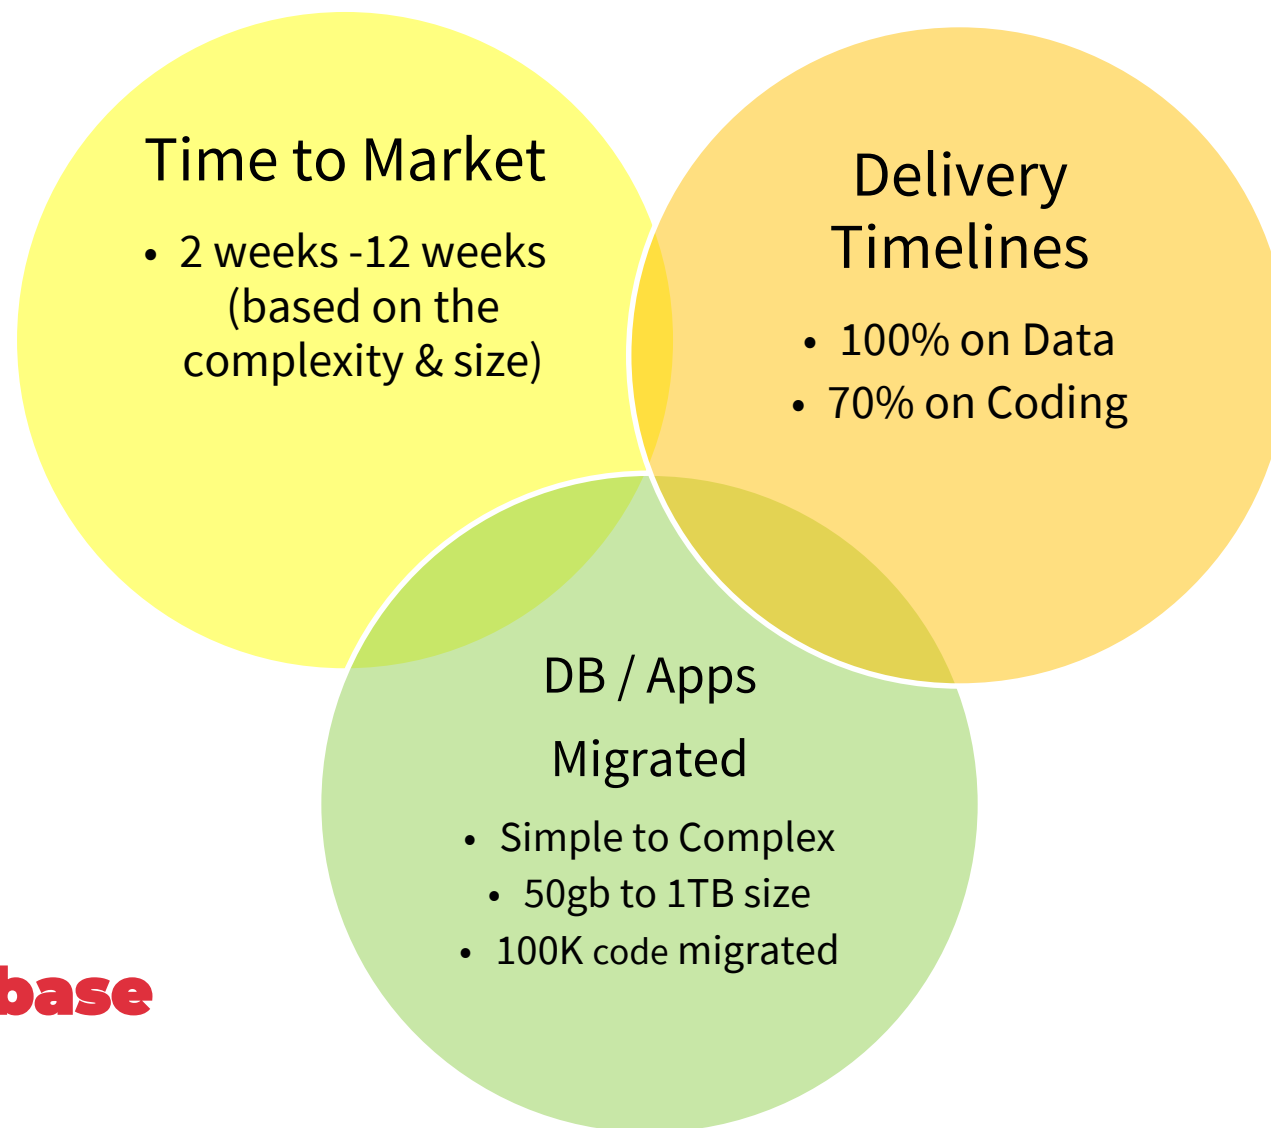 Time to Market
• 2 weeks -12 weeks
(based on the
complexity & size)
Delivery
Timelines
• 100% on Data
• 70% on Coding
DB / Apps
Migrated
• Simple to Complex
• 50gb to 1TB size
• 100K code migrated
base